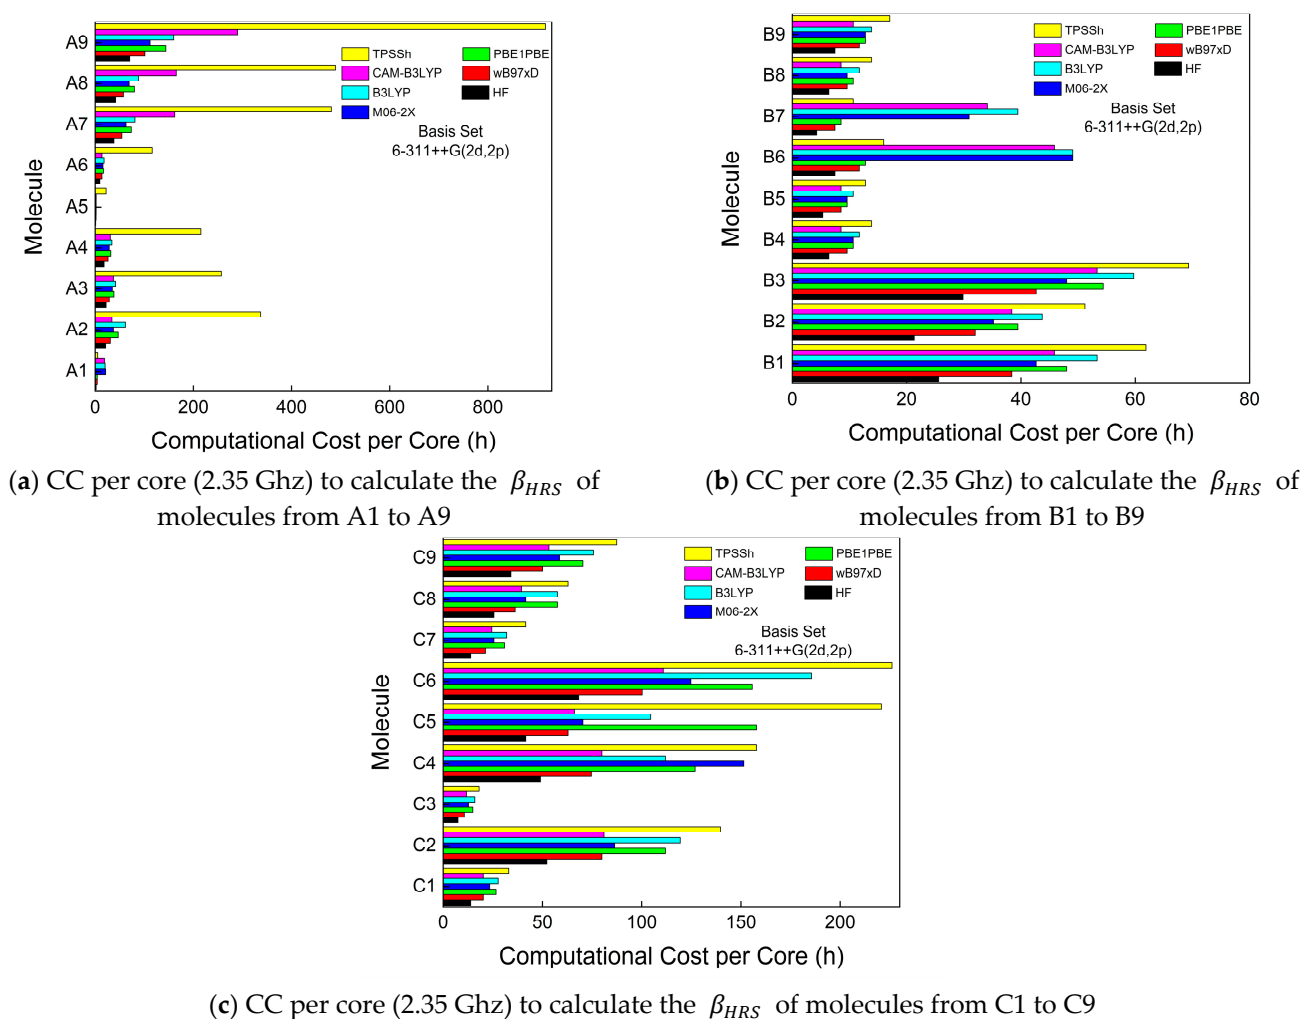 A9
A8
A7
A6
A5
A4
A3
A2
A1
Molecule
TPSSh
CAM-B3LYP
B3LYP
M06-2X
PBE1PBE
wB97xD
HF
Basis Set
6-311++G(2d,2p)
0 200 400 600 800
Computational Cost per Core (h)
(a) CC per core (2.35 Ghz) to calculate the β_HRS of
molecules from A1 to A9
B9
B8
B7
B6
B5
B4
B3
B2
B1
Molecule
TPSSh
CAM-B3LYP
B3LYP
M06-2X
PBE1PBE
wB97xD
HF
Basis Set
6-311++G(2d,2p)
0 20 40 60 80
Computational Cost per Core (h)
(b) CC per core (2.35 Ghz) to calculate the β_HRS of
molecules from B1 to B9
C9
C8
C7
C6
C5
C4
C3
C2
C1
Molecule
TPSSh
CAM-B3LYP
B3LYP
M06-2X
PBE1PBE
wB97xD
HF
Basis Set
6-311++G(2d,2p)
0 50 100 150 200
Computational Cost per Core (h)
(c) CC per core (2.35 Ghz) to calculate the β_HRS of molecules from C1 to C9